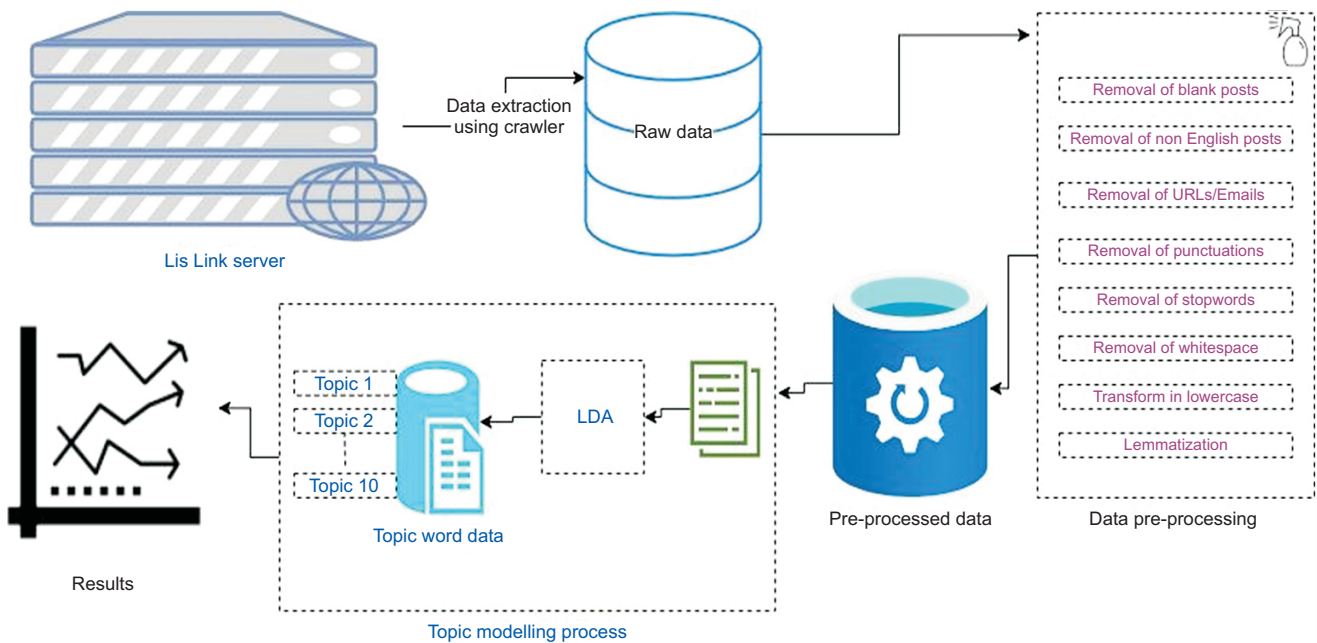 Lis Link server
Data extraction
using crawler
Raw data
Removal of blank posts
Removal of non English posts
Removal of URLs/Emails
Removal of punctuations
Removal of stopwords
Removal of whitespace
Transform in lowercase
Lemmatization
Data pre-processing
Pre-processed data
LDA
Topic 1
Topic 2
Topic 10
Topic word data
Topic modelling process
Results